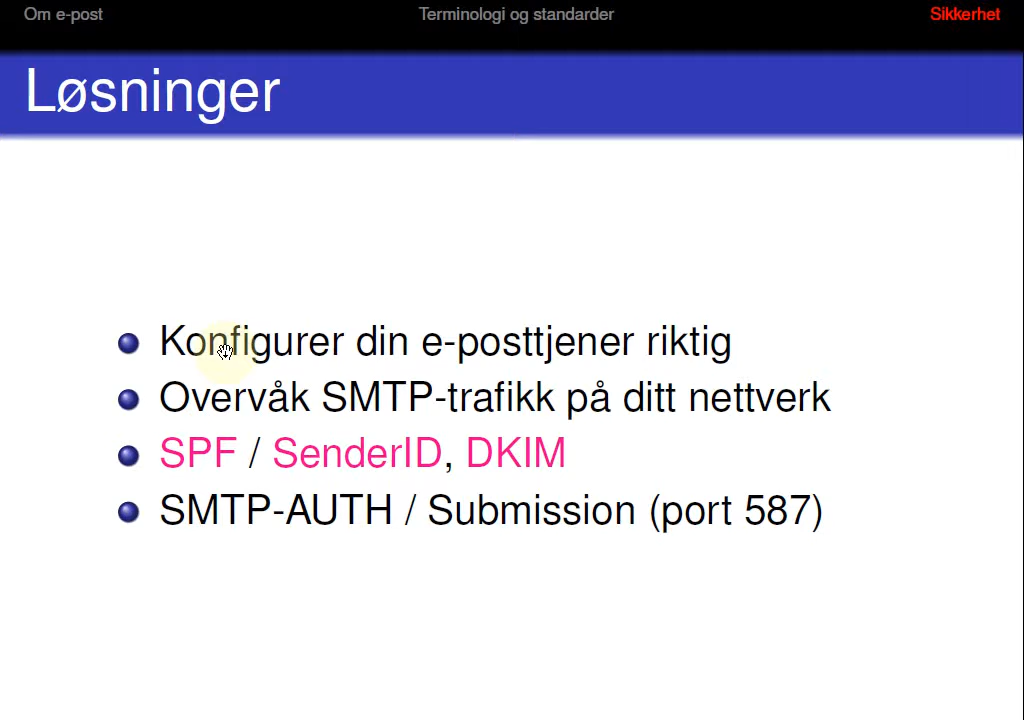 Om e-post
Terminologi og standarder
Sikkerhet
Løsninger
Konfigurer din e-posttjener riktig
Overvåk SMTP-trafikk på ditt nettverk
SPF / SenderID, DKIM
SMTP-AUTH / Submission (port 587)